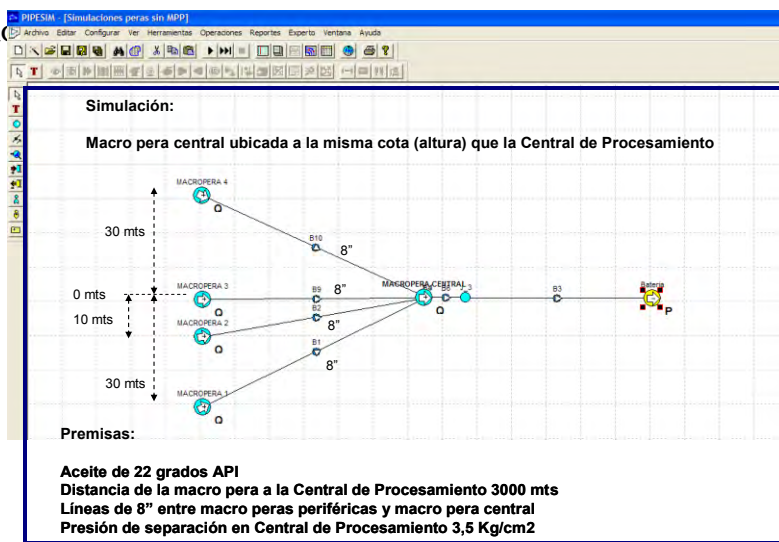 PIPESIM - [Simulaciones peras sin MPP]
Archivo Editar Configurar Ver Herramientas Operaciones Reportes Experto Ventana Ayuda
T
T
Simulación:
Macro pera central ubicada a la misma cota (altura) que la Central de Procesamiento
MACROPERA 4
Q
30 mts
B10
8”
MACROPERA 3
B9
8”
MACROPERA CENTRAL
B3
Bateria
0 mts
Q
Q
P
10 mts
MACROPERA 2
B2
8”
Q
B1
8”
30 mts
MACROPERA 1
Q
Premisas:
Aceite de 22 grados API
Distancia de la macro pera a la Central de Procesamiento 3000 mts
Líneas de 8” entre macro peras periféricas y macro pera central
Presión de separación en Central de Procesamiento 3,5 Kg/cm2